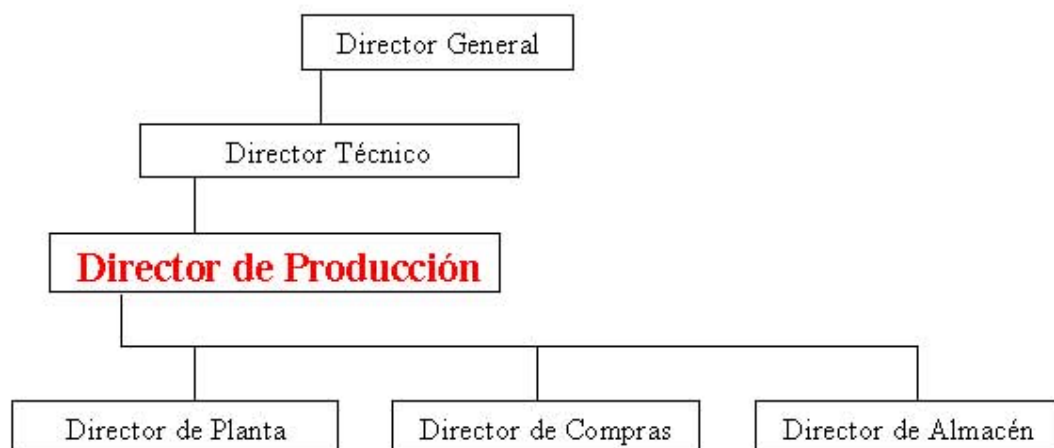 Director General
Director Técnico
Director de Producción
Director de Planta
Director de Compras
Director de Almacén